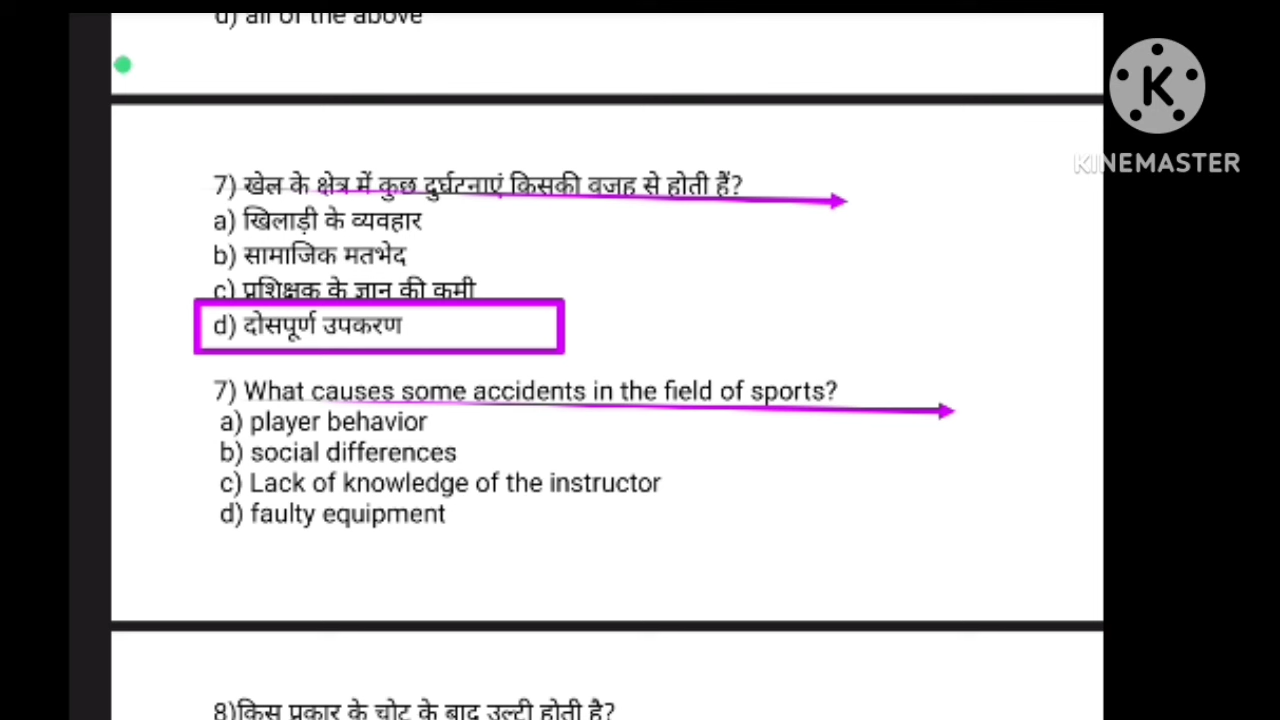 d) all of the above
7) खेल के क्षेत्र में कुछ दुर्घटनाएं किसकी वजह से होती हैं?
a) खिलाड़ी के व्यवहार
b) सामाजिक मतभेद
c) प्रशिक्षक के ज्ञान की कमी
d) दोसपूर्ण उपकरण
7) What causes some accidents in the field of sports?
a) player behavior
b) social differences
c) Lack of knowledge of the instructor
d) faulty equipment
8)किस प्रकार के चोट के बाद उल्टी होती है?
K
KINEMASTER